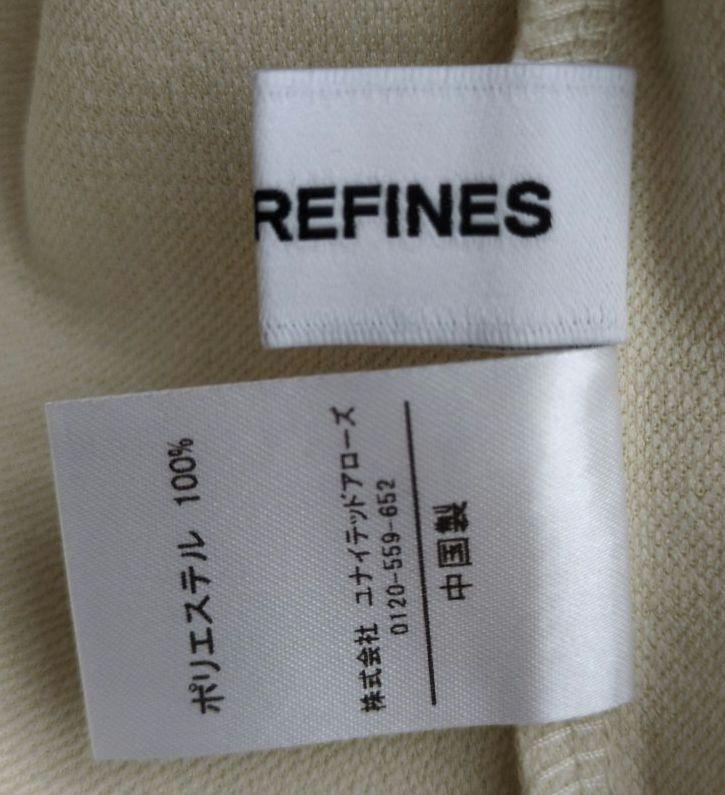 REFINES
ポリエステル 100%
株式会社 ユナイテッドアローズ
0120-559-652
中国製